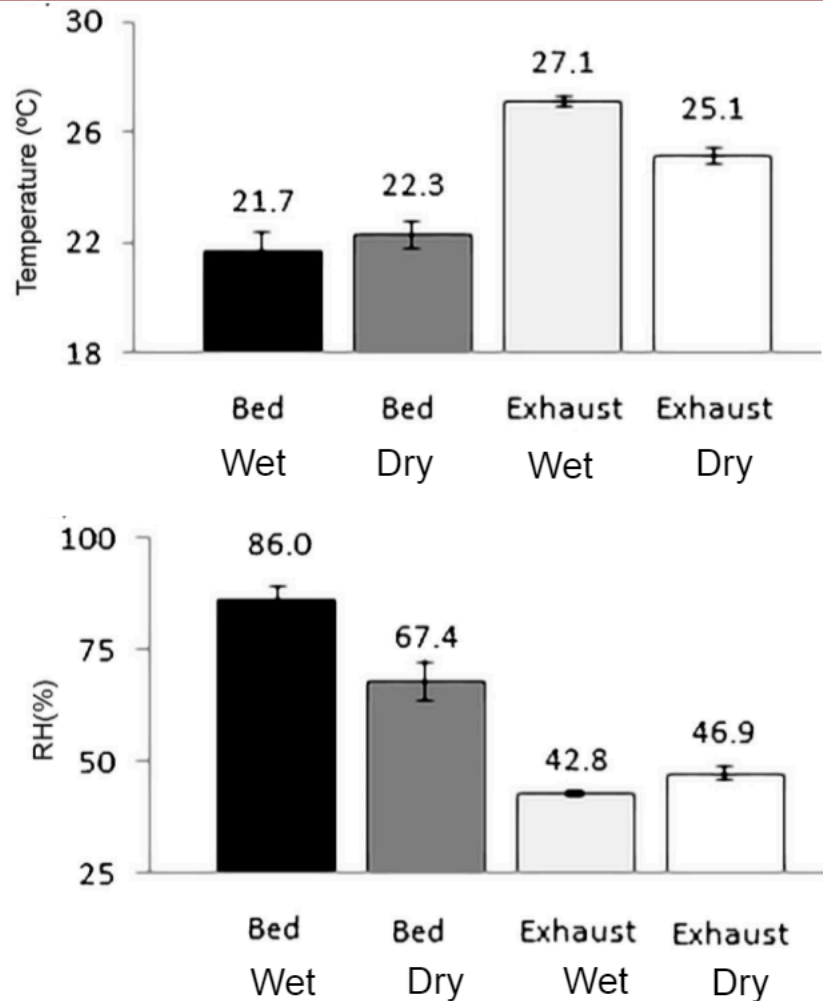 30
Temperature (ºC)
26
22
18
21.7
22.3
27.1
25.1
Bed Bed Exhaust Exhaust
Wet Dry Wet Dry
100
RH(%)
75
50
25
86.0
67.4
42.8
46.9
Bed Bed Exhaust Exhaust
Wet Dry Wet Dry